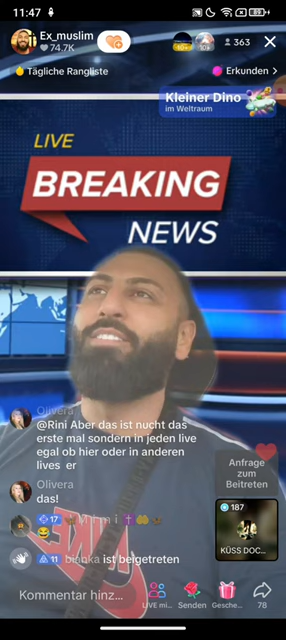 11:47
Ex_muslim
74.7K
60+
10+
363
Tägliche Rangliste
Erkunden
Kleiner Dino
im Weltraum
LIVE
BREAKING
NEWS
Olivera
@Rini Aber das ist nucht das
erste mal sondern in jeden live
egal ob hier oder in anderen
lives er
Olivera
das!
17
11 bianka ist beigetreten
Anfrage
zum
Beitreten
187
KÜSS DOC...
Kommentar hinz...
LIVE mi...
Senden
Gesche...
78